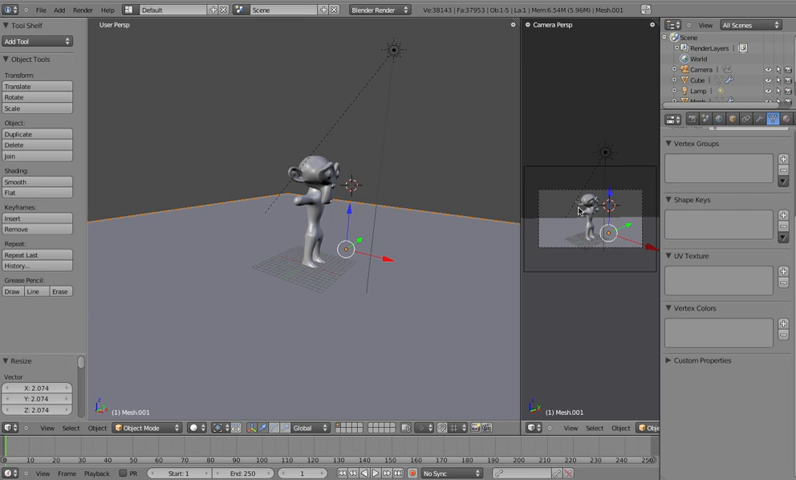 File Add Render Help Default Scene Blender Render Ve:38143 | Fa:37953 | Ob:1-5 | La:1 | Mem:6.54M (5.96M) | Mesh.001
Tool Shelf
Add Tool
Object Tools
Transform:
Translate
Rotate
Scale
Object:
Duplicate
Delete
Join
Shading:
Smooth
Flat
Keyframes:
Insert
Remove
Repeat:
Repeat Last
History...
Grease Pencil:
Draw Line Erase
Resize
Vector
X: 2.074
Y: 2.074
Z: 2.074
User Persp
(1) Mesh.001
View Select Object Object Mode Global
Camera Persp
(1) Mesh.001
View Select Object Obje
View All Scenes
Scene
RenderLayers
World
Camera
Cube
Lamp
Vertex Groups
Shape Keys
UV Texture
Vertex Colors
Custom Properties
0 10 20 30 40 50 60 70 80 90 100 110 120 130 140 150 160 170 180 190 200 210 220 230 240 250
View Frame Playback PR Start: 1 End: 250 1 No Sync